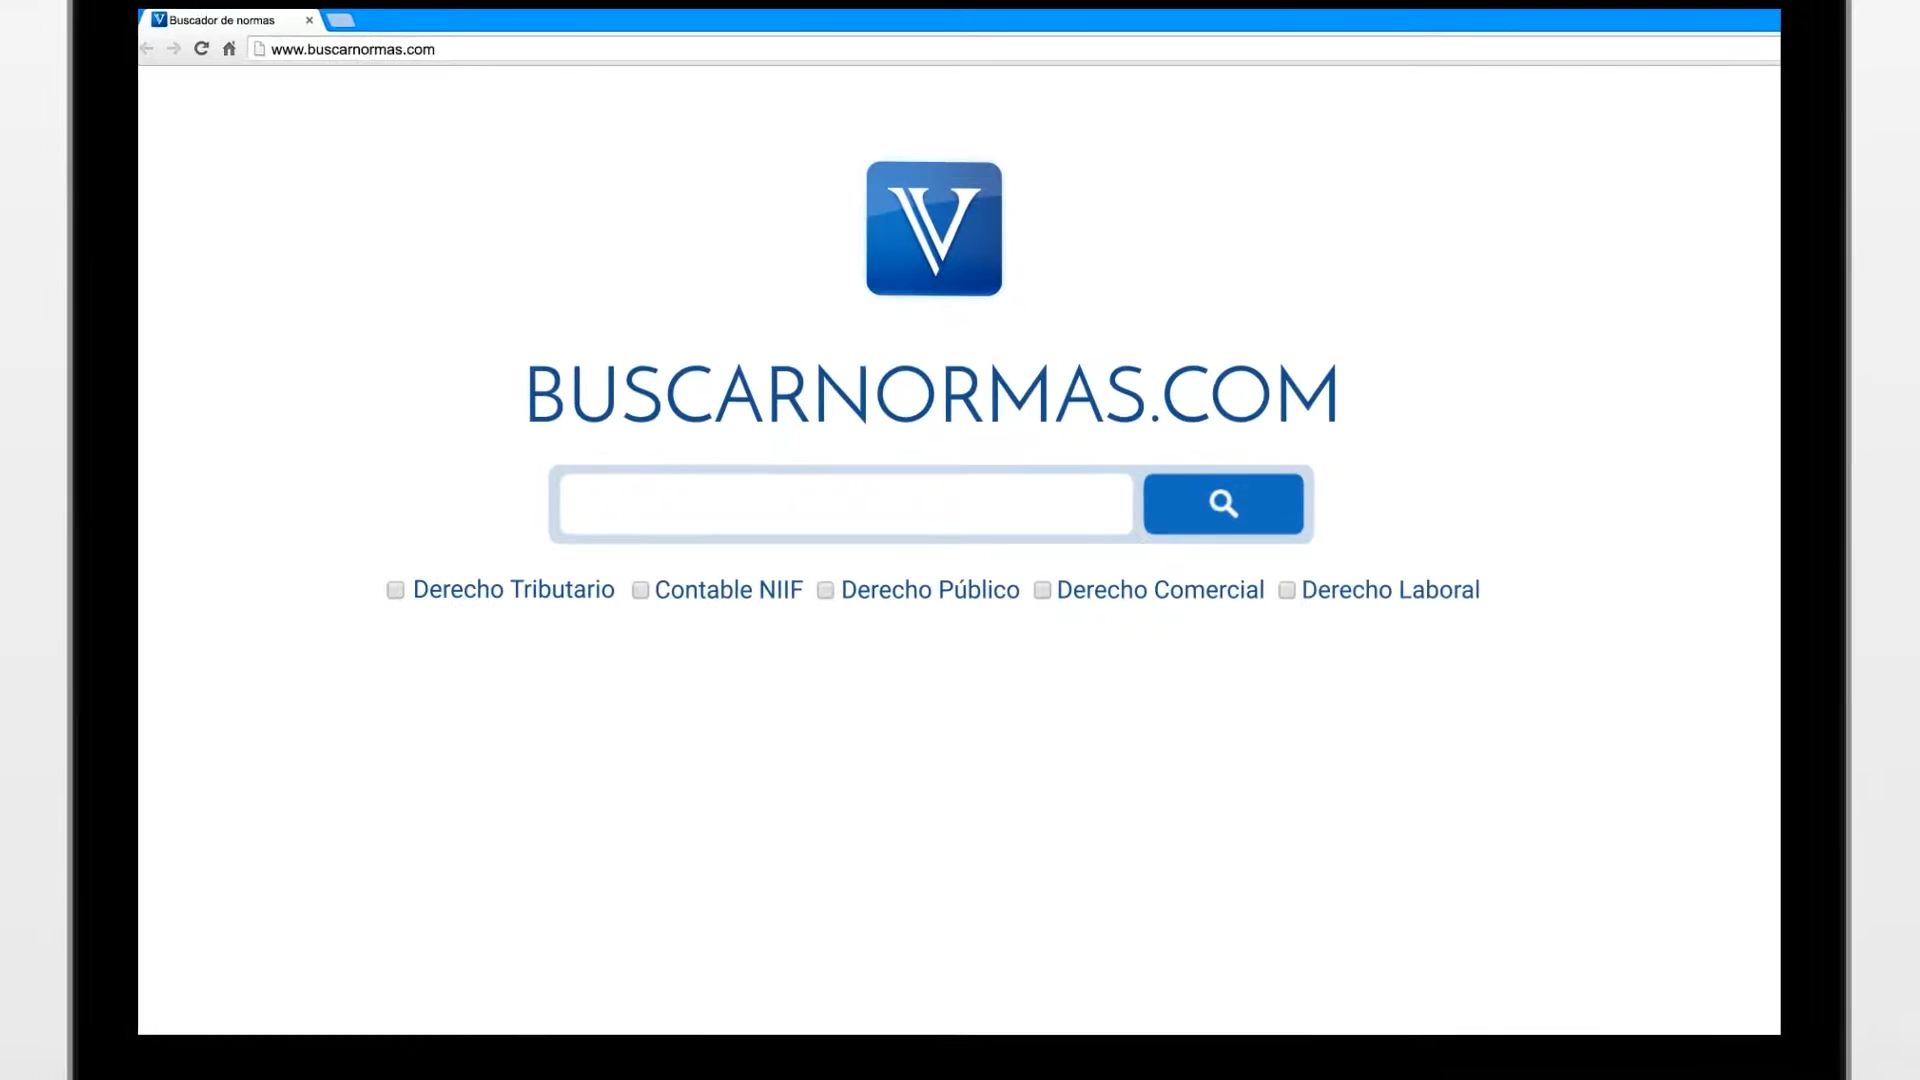 Buscador de normas
www.buscarnormas.com
V
BUSCARNORMAS.COM
Derecho Tributario Contable NIIF Derecho Público Derecho Comercial Derecho Laboral